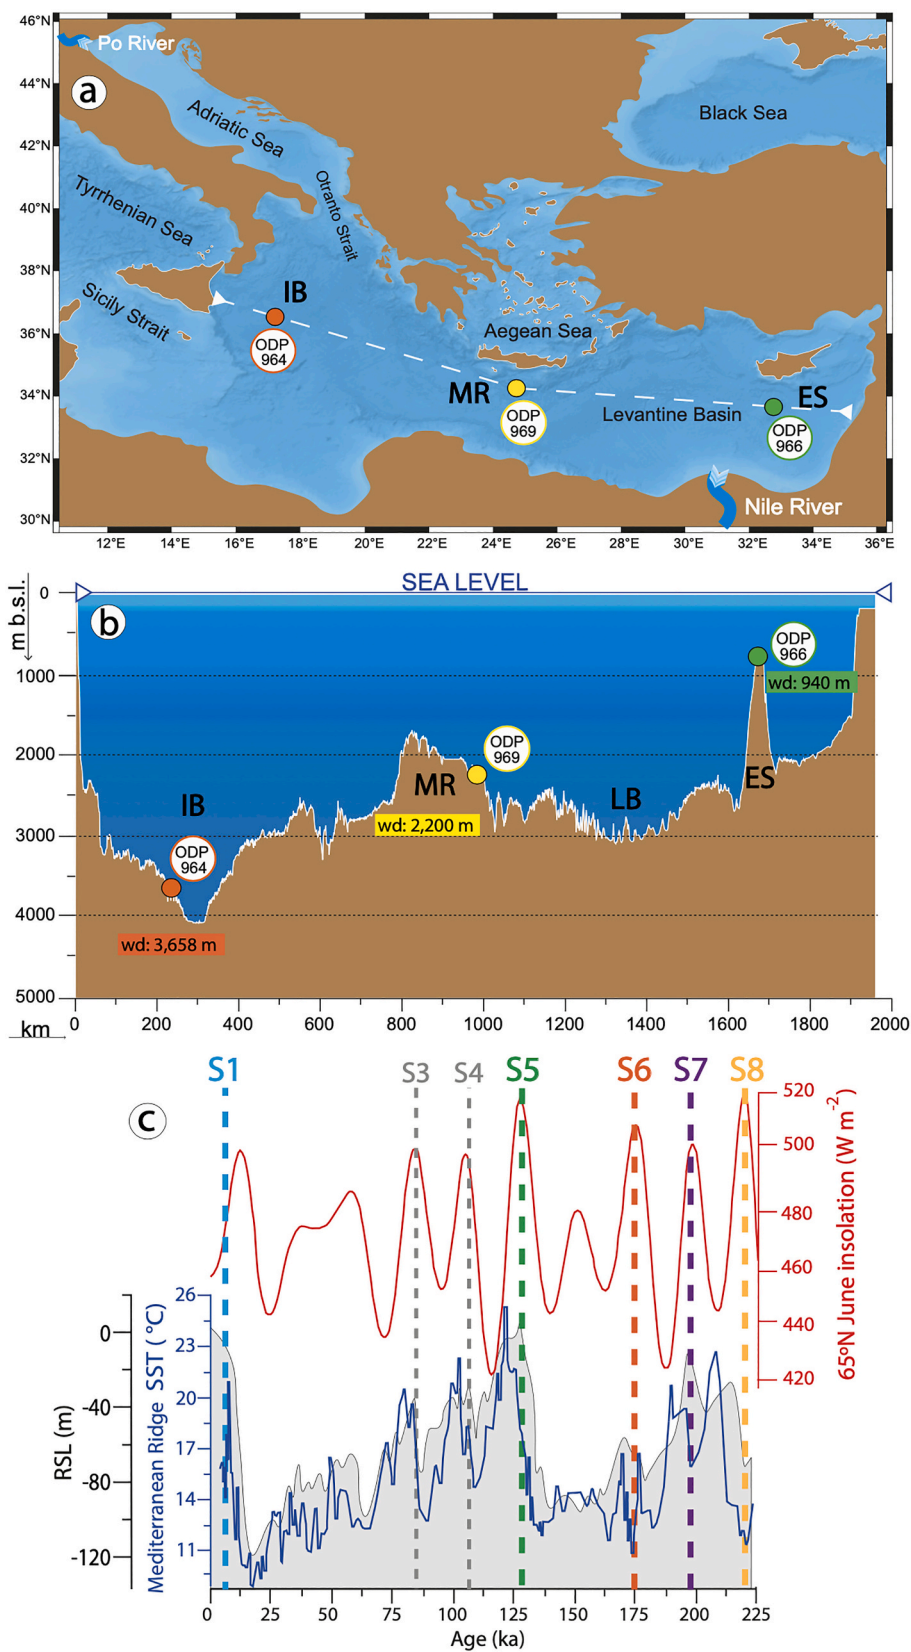 46°N
Po River
44°N
a
Adriatic Sea
Black Sea
42°N
40°N
Tyrrhenian Sea
Otranto Strait
38°N
Sicily Strait
IB
36°N
ODP
964
Aegean Sea
34°N
MR
ES
Levantine Basin
ODP
969
ODP
966
32°N
Nile River
30°N
12°E 14°E 16°E 18°E 20°E 22°E 24°E 26°E 28°E 30°E 32°E 34°E 36°E
m b.s.l.
SEA LEVEL
0
b
ODP
966
1000
wd: 940 m
2000
ODP
969
MR
ES
IB
LB
wd: 2,200 m
3000
ODP
964
4000
wd: 3,658 m
5000
km
0 200 400 600 800 1000 1200 1400 1600 1800 2000
S1 S3 S4 S5 S6 S7 S8
c
520
500
480
460
440
420
65ºN June insolation (W m-2)
RSL (m)
0
-40
-80
-120
Mediterranean Ridge SST (°C)
26
23
20
17
14
11
0 25 50 75 100 125 150 175 200 225
Age (ka)